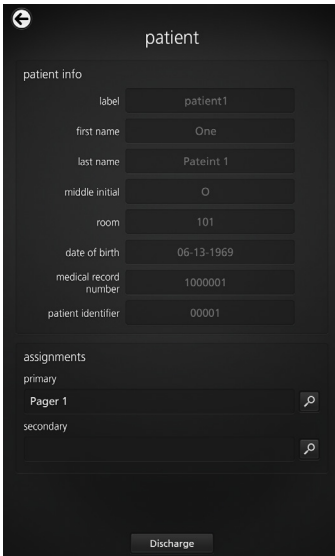 patient
patient info
label patient1
first name One
last name Pateint 1
middle initial O
room 101
date of birth 06-13-1969
medical record
number 1000001
patient identifier 00001
assignments
primary
Pager 1
secondary
Discharge